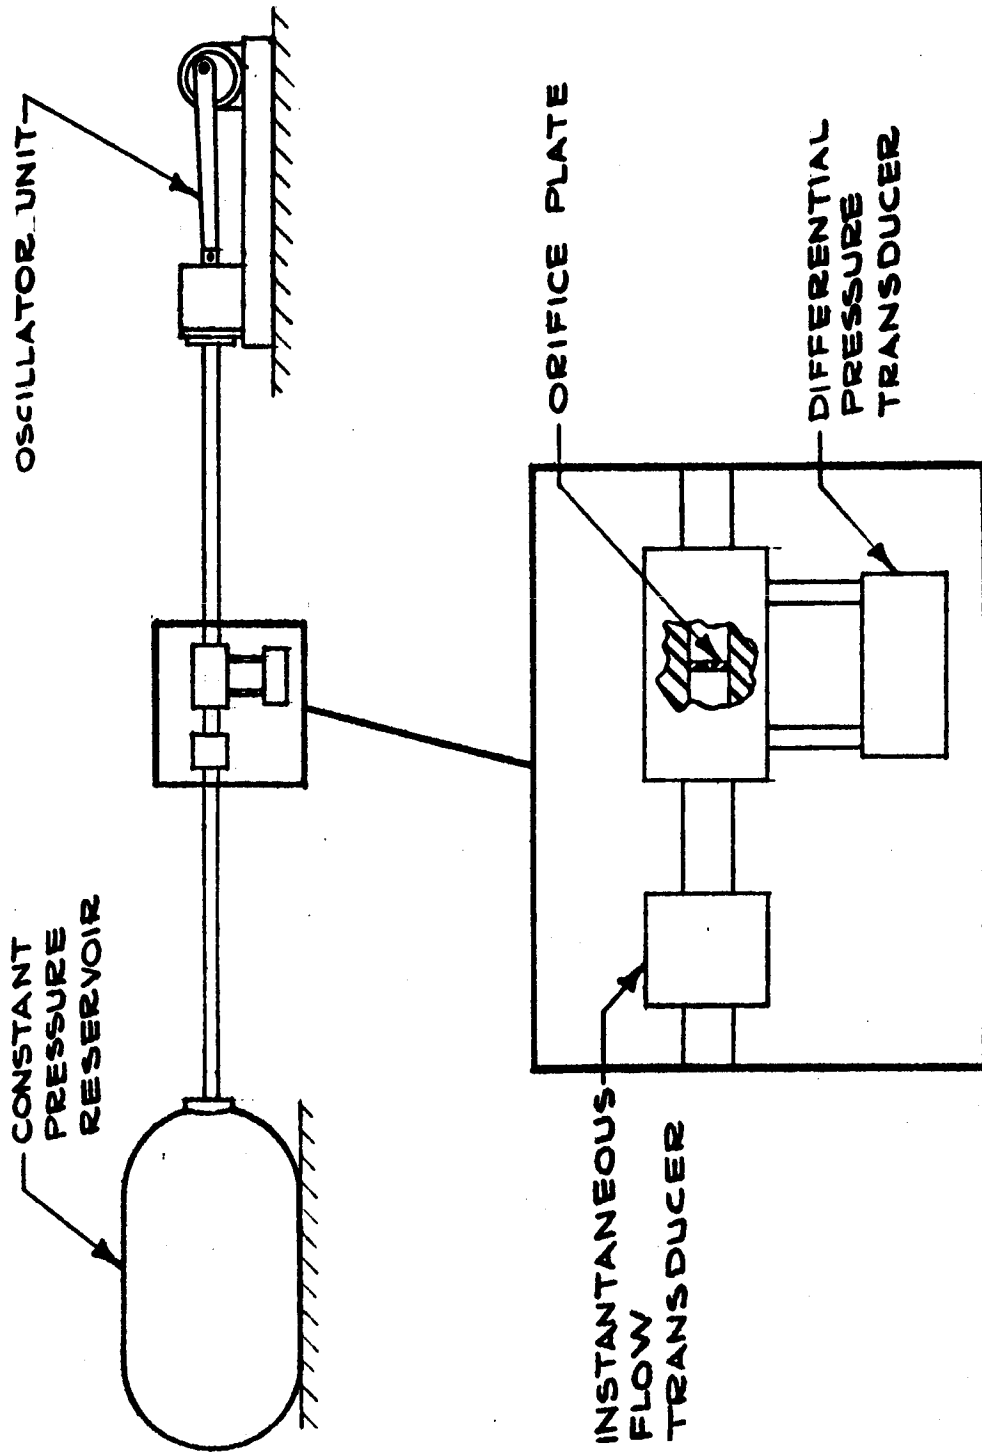 CONSTANT
PRESSURE
RESERVOIR
OSCILLATOR UNIT
INSTANTANEOUS
FLOW
TRANSDUCER
ORIFICE PLATE
DIFFERENTIAL
PRESSURE
TRANSDUCER